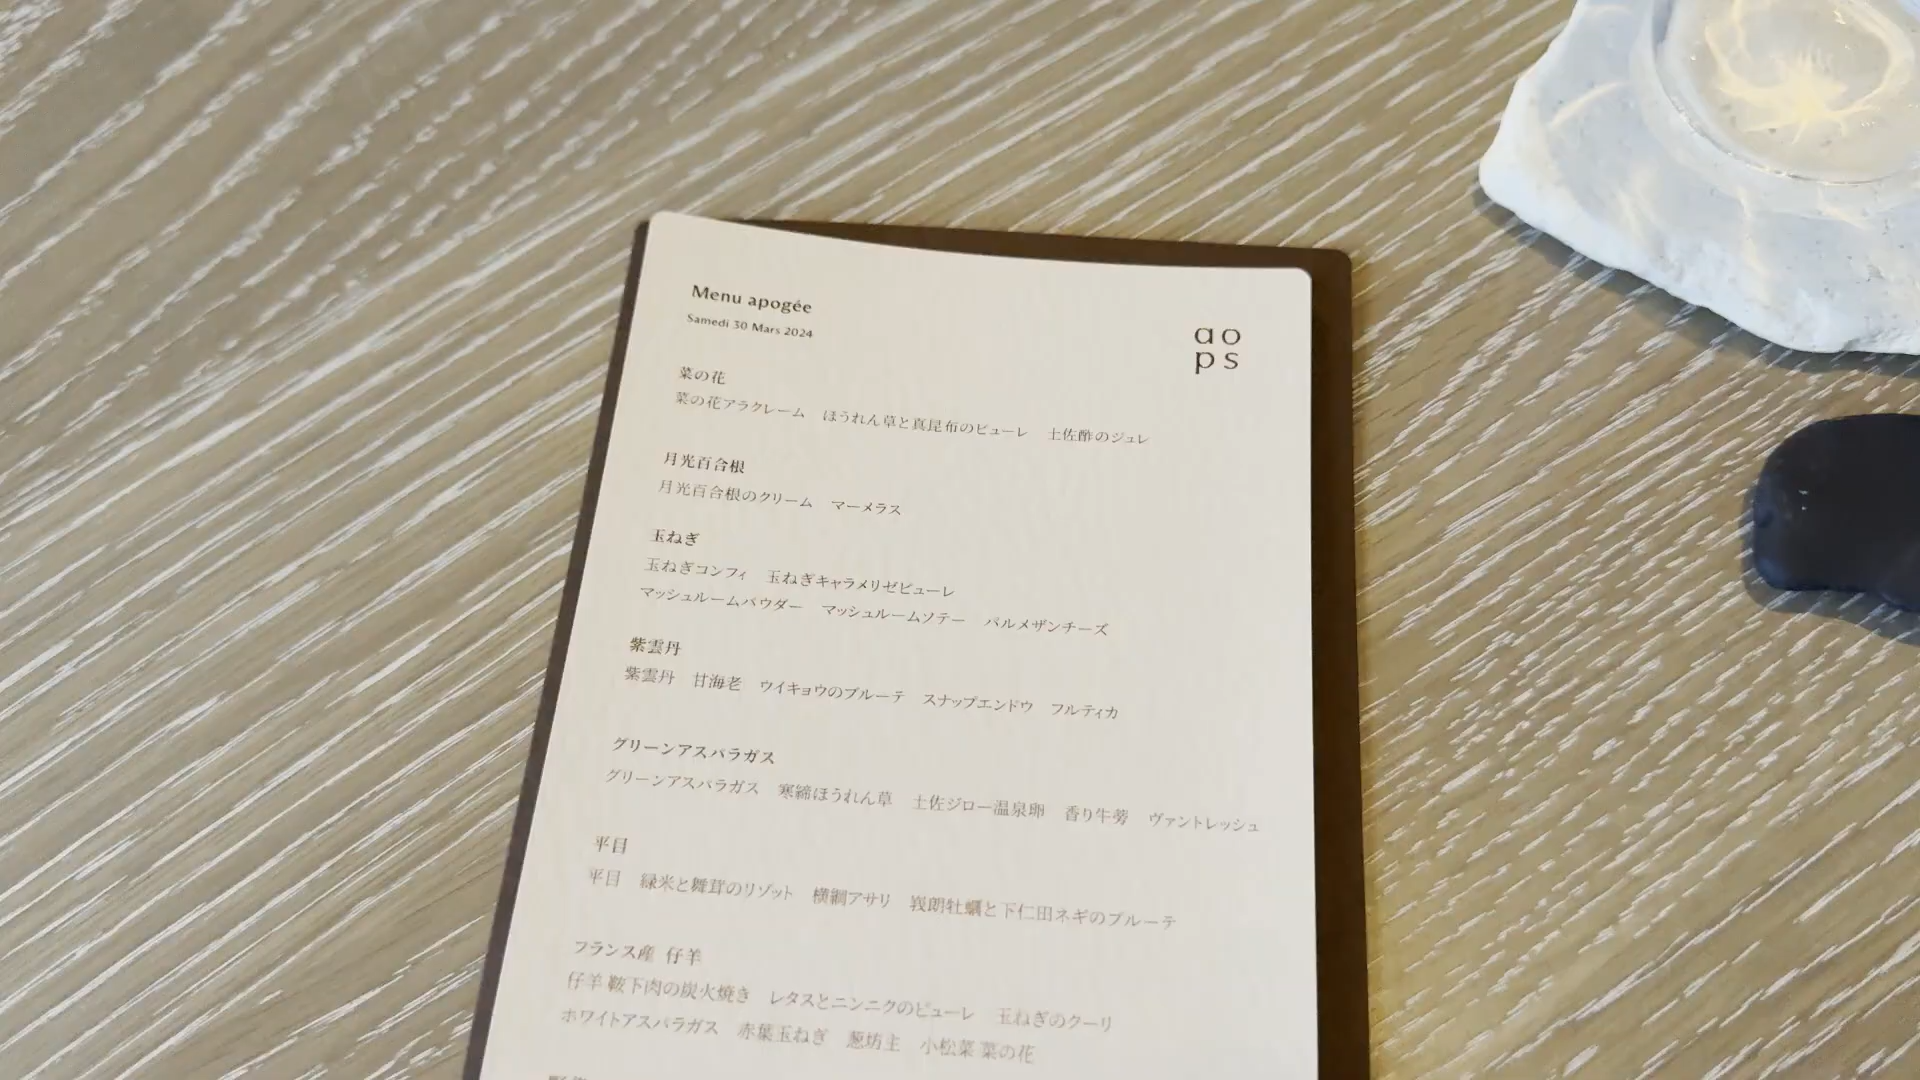 Menu apogée
Samedi 30 Mars 2024
ao
ps
菜の花
菜の花アラクレーム　ほうれん草と真昆布のピューレ　土佐酢のジュレ
月光百合根
月光百合根のクリーム　マーメラス
玉ねぎ
玉ねぎコンフィ　玉ねぎキャラメリゼピューレ
マッシュルームパウダー　マッシュルームソテー　パルメザンチーズ
紫雲丹
紫雲丹　甘海老　ウイキョウのブルーテ　スナップエンドウ　フルティカ
グリーンアスパラガス
グリーンアスパラガス　寒締ほうれん草　土佐ジロー温泉卵　香り牛蒡　ヴァントレッシュ
平目
平目　緑米と舞茸のリゾット　横綱アサリ　牡蠣と下仁田ネギのブルーテ
フランス産 仔羊
仔羊 鞍下肉の炭火焼き　レタスとニンニクのピューレ　玉ねぎのクーリ
ホワイトアスパラガス　赤葉玉ねぎ　葱坊主　小松菜 菜の花